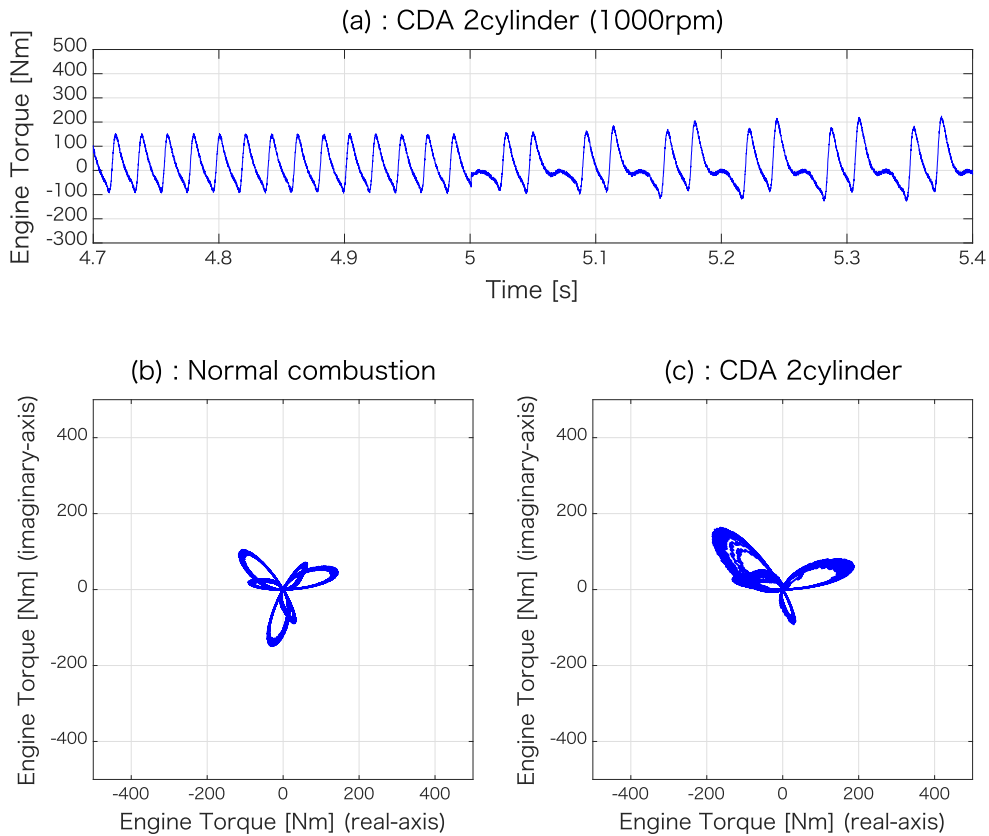 (a) : CDA 2cylinder (1000rpm)
Engine Torque [Nm]
500
400
300
200
100
0
-100
-200
-300
4.7 4.8 4.9 5 5.1 5.2 5.3 5.4
Time [s]
(b) : Normal combustion
Engine Torque [Nm] (imaginary-axis)
400
200
0
-200
-400
-400 -200 0 200 400
Engine Torque [Nm] (real-axis)
(c) : CDA 2cylinder
Engine Torque [Nm] (imaginary-axis)
400
200
0
-200
-400
-400 -200 0 200 400
Engine Torque [Nm] (real-axis)